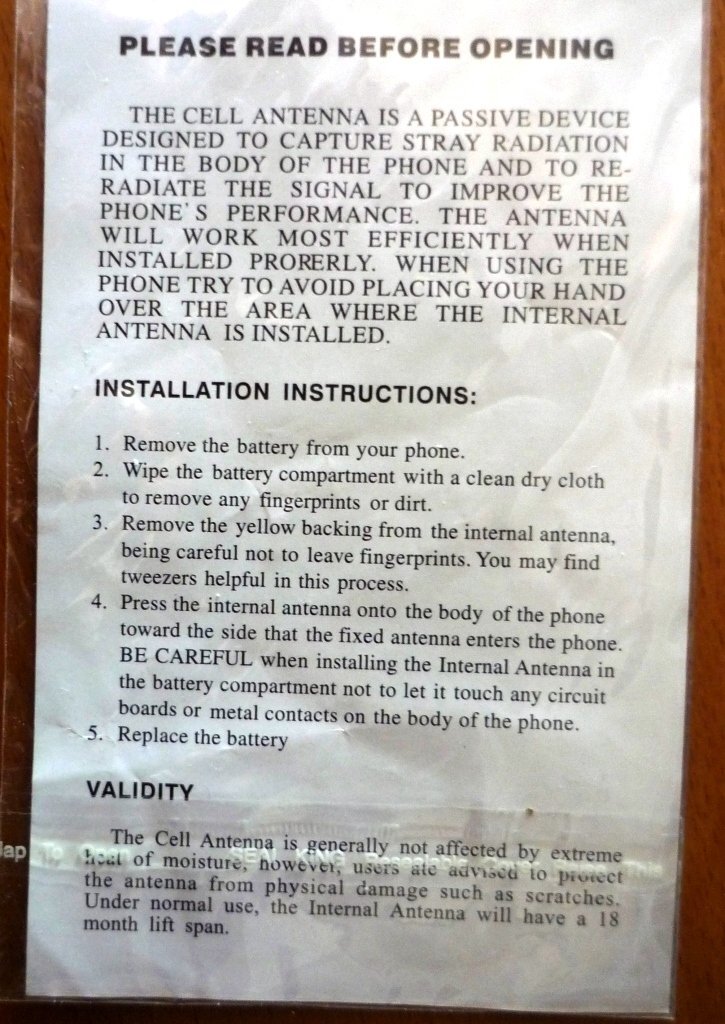 PLEASE READ BEFORE OPENING
THE CELL ANTENNA IS A PASSIVE DEVICE
DESIGNED TO CAPTURE STRAY RADIATION
IN THE BODY OF THE PHONE AND TO RE-
RADIATE THE SIGNAL TO IMPROVE THE
PHONE'S PERFORMANCE. THE ANTENNA
WILL WORK MOST EFFICIENTLY WHEN
INSTALLED PRORERLY. WHEN USING THE
PHONE TRY TO AVOID PLACING YOUR HAND
OVER THE AREA WHERE THE INTERNAL
ANTENNA IS INSTALLED.
INSTALLATION INSTRUCTIONS:
1. Remove the battery from your phone.
2. Wipe the battery compartment with a clean dry cloth
to remove any fingerprints or dirt.
3. Remove the yellow backing from the internal antenna,
being careful not to leave fingerprints. You may find
tweezers helpful in this process.
4. Press the internal antenna onto the body of the phone
toward the side that the fixed antenna enters the phone.
BE CAREFUL when installing the Internal Antenna in
the battery compartment not to let it touch any circuit
boards or metal contacts on the body of the phone.
5. Replace the battery
VALIDITY
The Cell Antenna is generally not affected by extreme
heat of moisture, however, users ate advised to protect
the antenna from physical damage such as scratches.
Under normal use, the Internal Antenna will have a 18
month lift span.